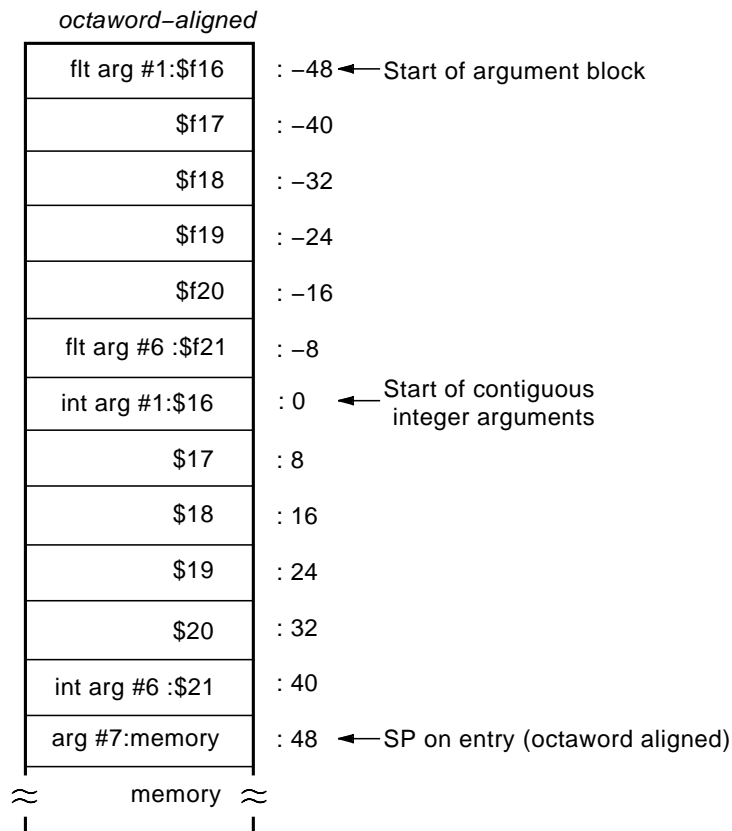 octaword–aligned
flt arg #1:$f16 : –48 Start of argument block
$f17 : –40
$f18 : –32
$f19 : –24
$f20 : –16
flt arg #6 :$f21 : –8
int arg #1:$16 : 0 Start of contiguous
integer arguments
$17 : 8
$18 : 16
$19 : 24
$20 : 32
int arg #6 :$21 : 40
arg #7:memory : 48 SP on entry (octaword aligned)
memory